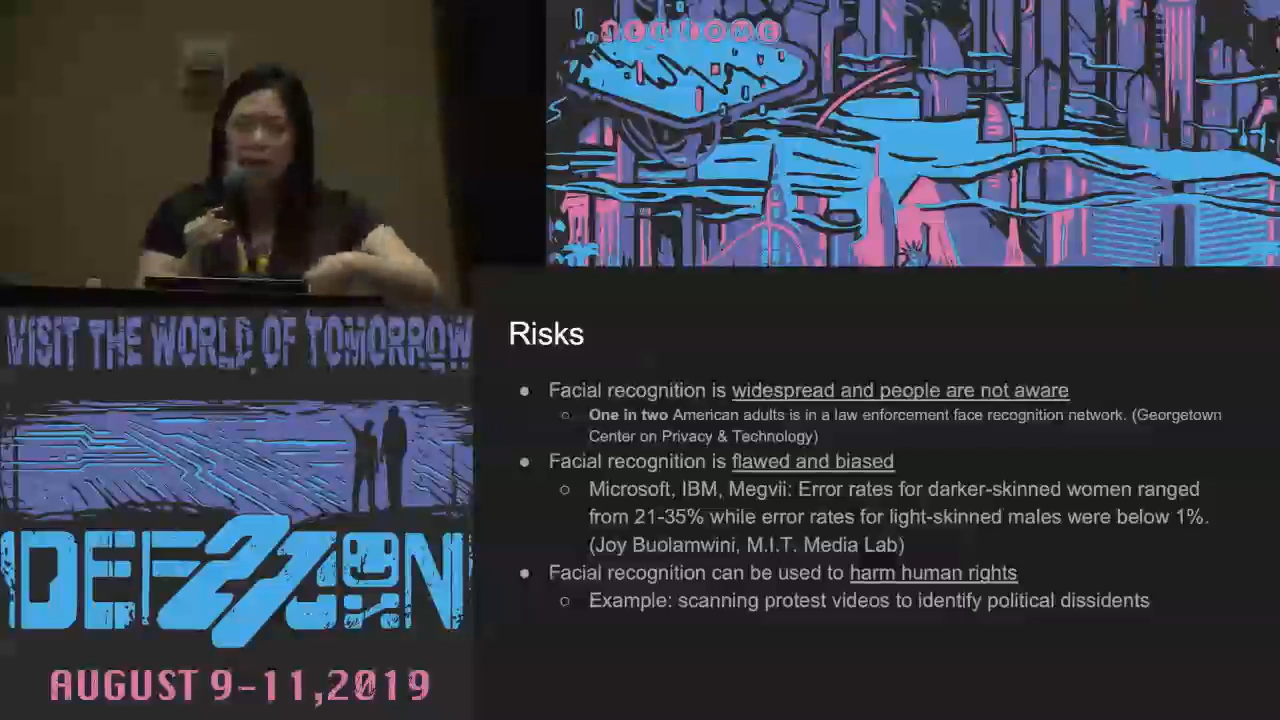 WELCOME
VISIT THE WORLD OF TOMORROW
DEF CON
27
AUGUST 9-11,2019
Risks
● Facial recognition is widespread and people are not aware
○ One in two American adults is in a law enforcement face recognition network. (Georgetown
Center on Privacy & Technology)
● Facial recognition is flawed and biased
○ Microsoft, IBM, Megvii: Error rates for darker-skinned women ranged
from 21-35% while error rates for light-skinned males were below 1%.
(Joy Buolamwini, M.I.T. Media Lab)
● Facial recognition can be used to harm human rights
○ Example: scanning protest videos to identify political dissidents